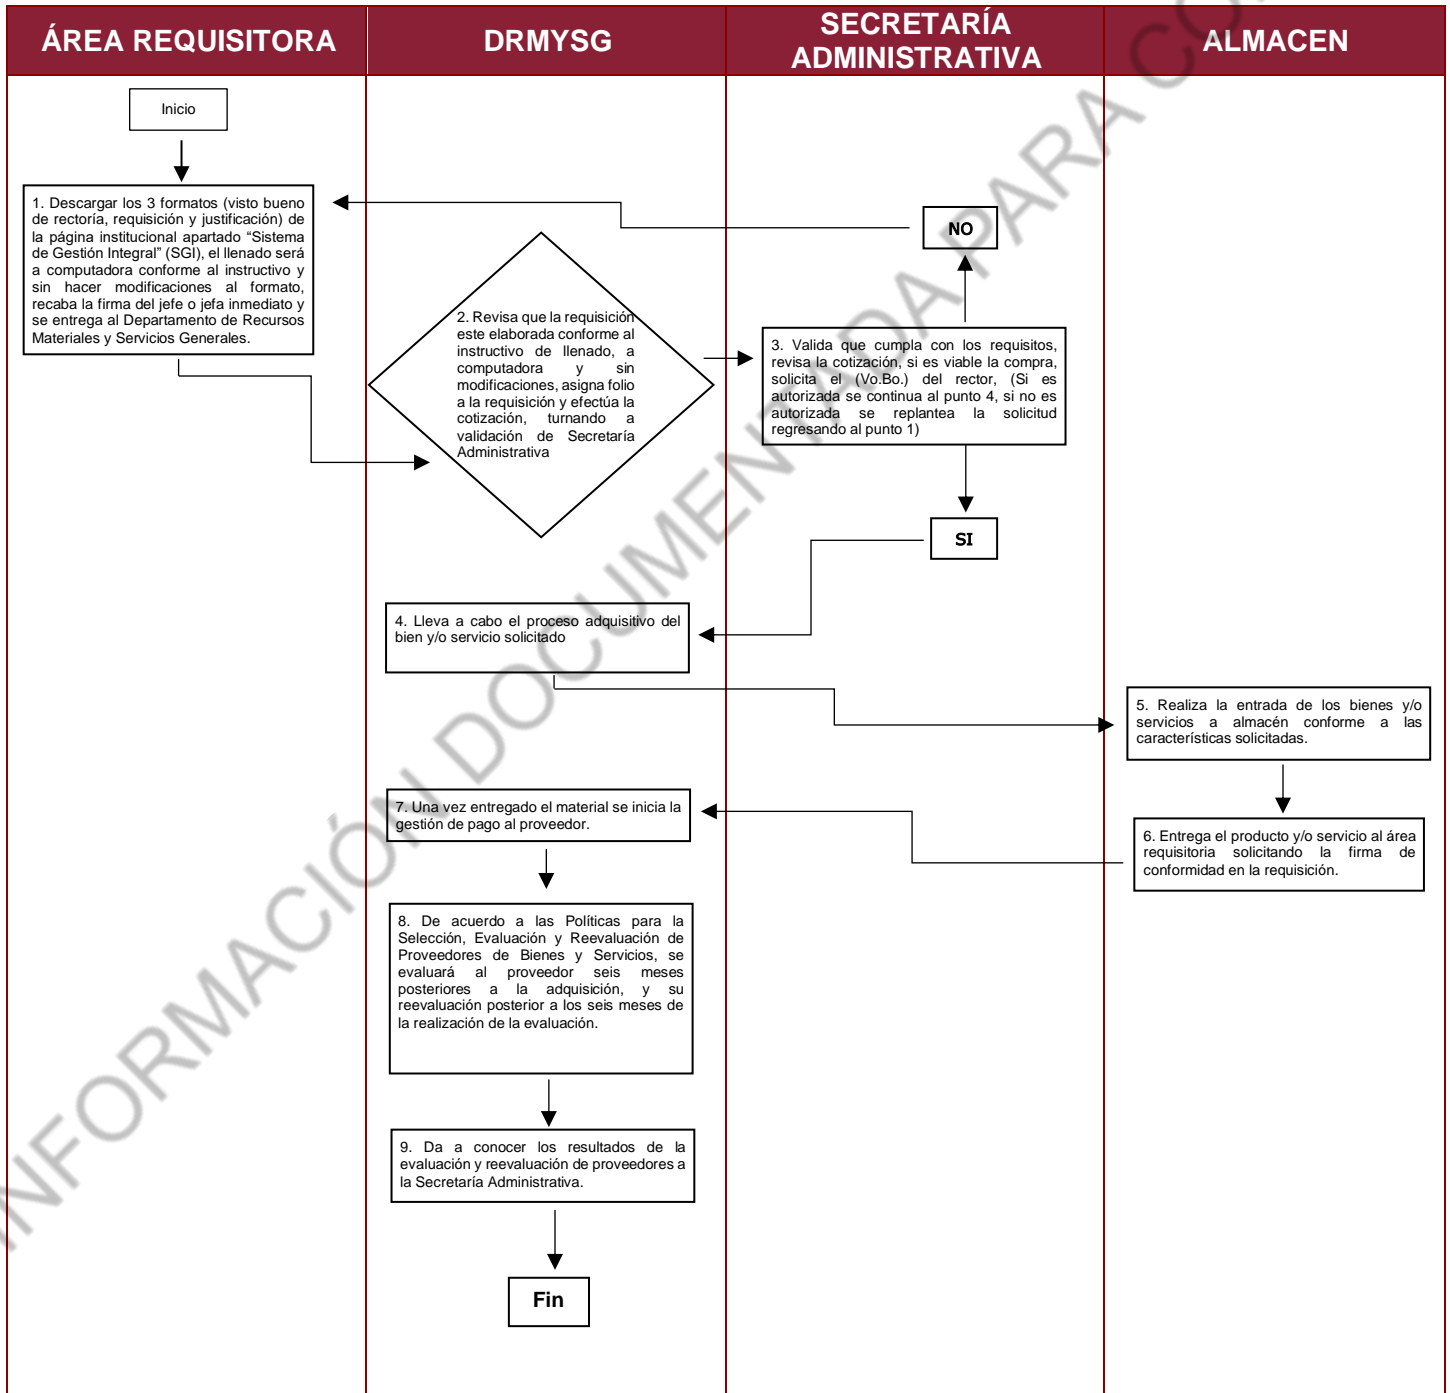 ÁREA REQUISITORA
DRMYSG
SECRETARÍA
ADMINISTRATIVA
ALMACEN
Inicio
1. Descargar los 3 formatos (visto bueno
de rectoría, requisición y justificación) de
la página institucional apartado “Sistema
de Gestión Integral” (SGI), el llenado será
a computadora conforme al instructivo y
sin hacer modificaciones al formato,
recaba la firma del jefe o jefa inmediato y
se entrega al Departamento de Recursos
Materiales y Servicios Generales.
2. Revisa que la requisición
este elaborada conforme al
instructivo de llenado, a
computadora y sin
modificaciones, asigna folio
a la requisición y efectúa la
cotización, turnando a
validación de Secretaría
Administrativa
NO
3. Valida que cumpla con los requisitos,
revisa la cotización, si es viable la compra,
solicita el (Vo.Bo.) del rector, (Si es
autorizada se continua al punto 4, si no es
autorizada se replantea la solicitud
regresando al punto 1)
SI
4. Lleva a cabo el proceso adquisitivo del
bien y/o servicio solicitado
5. Realiza la entrada de los bienes y/o
servicios a almacén conforme a las
características solicitadas.
6. Entrega el producto y/o servicio al área
requisitoria solicitando la firma de
conformidad en la requisición.
7. Una vez entregado el material se inicia la
gestión de pago al proveedor.
8. De acuerdo a las Políticas para la
Selección, Evaluación y Reevaluación de
Proveedores de Bienes y Servicios, se
evaluará al proveedor seis meses
posteriores a la adquisición, y su
reevaluación posterior a los seis meses de
la realización de la evaluación.
9. Da a conocer los resultados de la
evaluación y reevaluación de proveedores a
la Secretaría Administrativa.
Fin
INFORMACIÓN DOCUMENTADA PARA